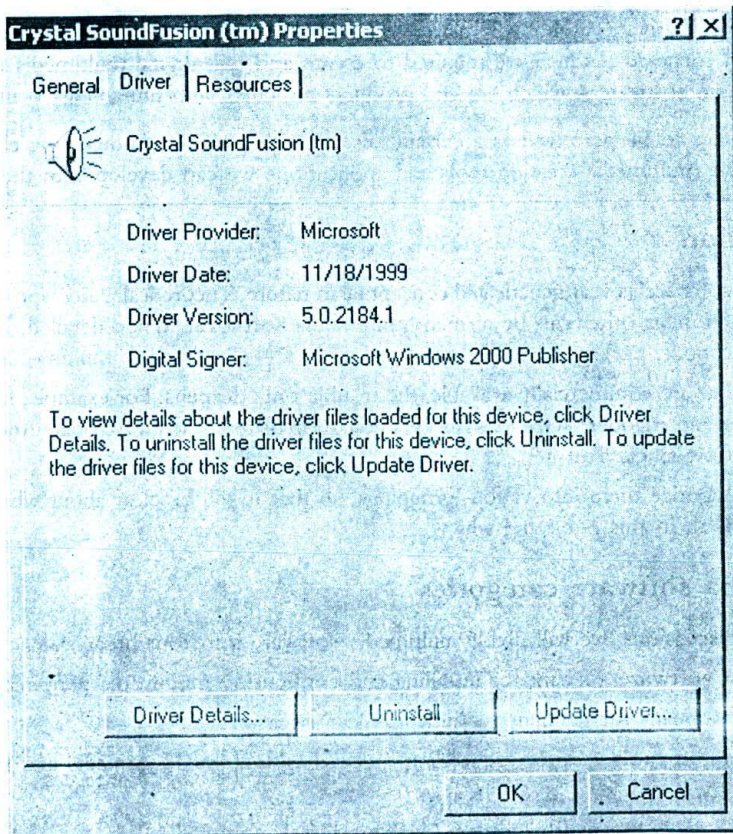 Crystal SoundFusion (tm) Properties
General Driver Resources
Crystal SoundFusion (tm)
Driver Provider: Microsoft
Driver Date: 11/18/1999
Driver Version: 5.0.2184.1
Digital Signer: Microsoft Windows 2000 Publisher
To view details about the driver files loaded for this device, click Driver
Details. To uninstall the driver files for this device, click Uninstall. To update
the driver files for this device, click Update Driver.
Driver Details... Uninstall Update Driver...
OK Cancel